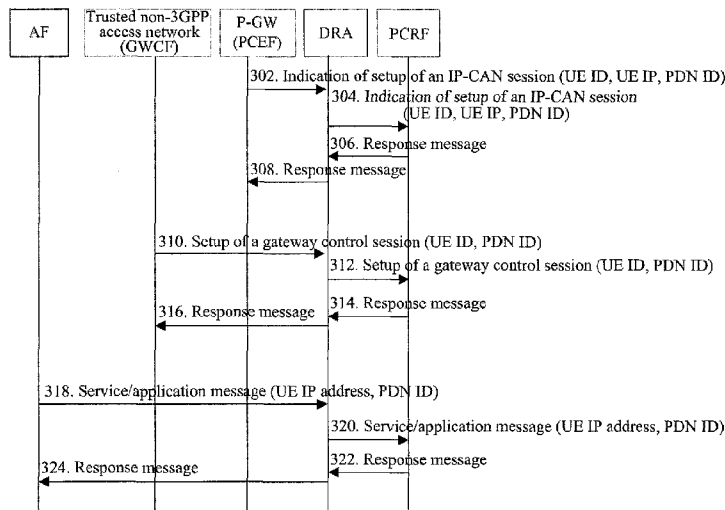 AF
Trusted non-3GPP
access network
(GWCF)
P-GW
(PCEF)
DRA
PCRF
302. Indication of setup of an IP-CAN session (UE ID, UE IP, PDN ID)
304. Indication of setup of an IP-CAN session
(UE ID, UE IP, PDN ID)
306. Response message
308. Response message
310. Setup of a gateway control session (UE ID, PDN ID)
312. Setup of a gateway control session (UE ID, PDN ID)
314. Response message
316. Response message
318. Service/application message (UE IP address, PDN ID)
320. Service/application message (UE IP address, PDN ID)
322. Response message
324. Response message